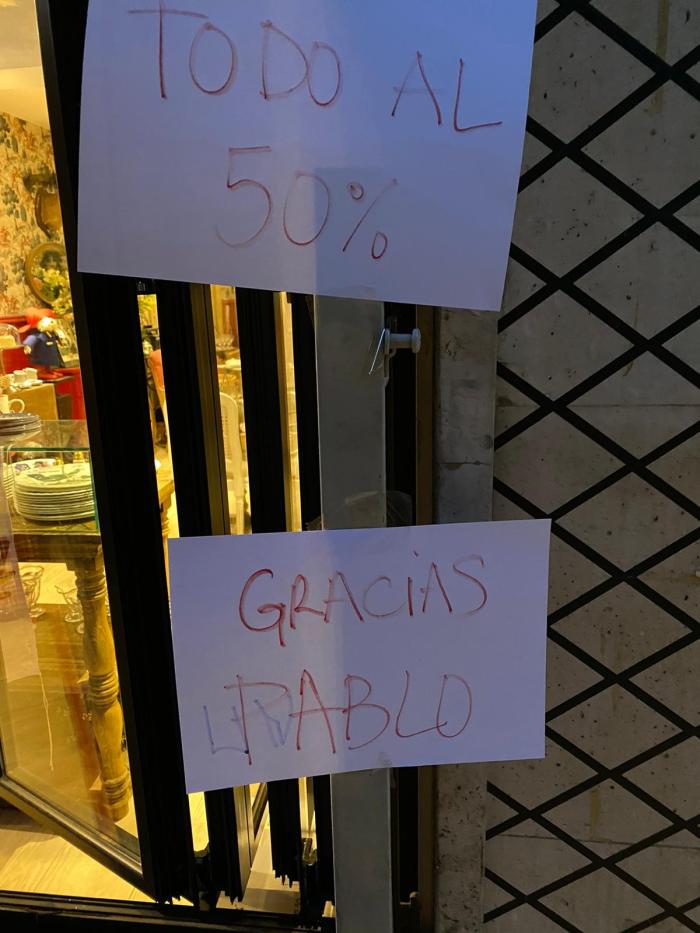 TODO AL
50%
GRACIAS
PABLO